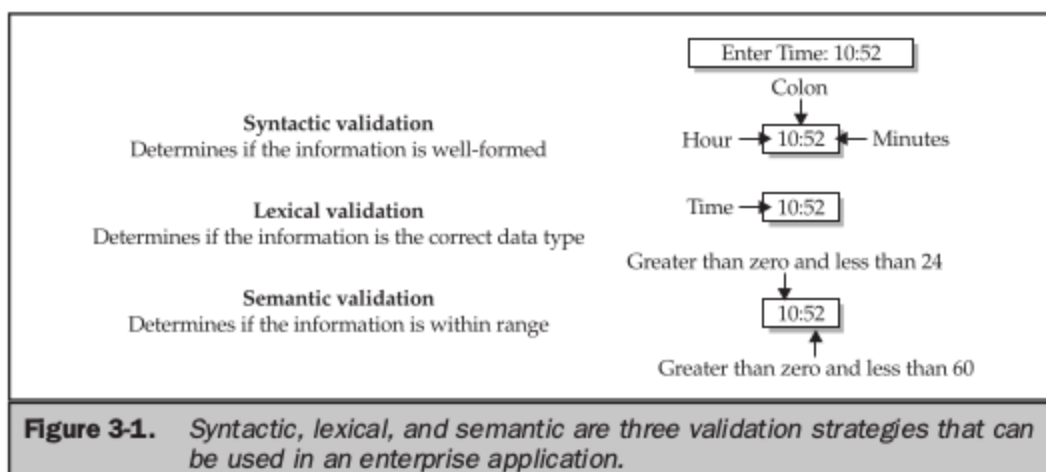 Enter Time: 10:52
Colon
Syntactic validation
Determines if the information is well-formed
Hour 10:52 Minutes
Lexical validation
Determines if the information is the correct data type
Time 10:52
Greater than zero and less than 24
Semantic validation
Determines if the information is within range
10:52
Greater than zero and less than 60
Figure 3-1. Syntactic, lexical, and semantic are three validation strategies that can
be used in an enterprise application.